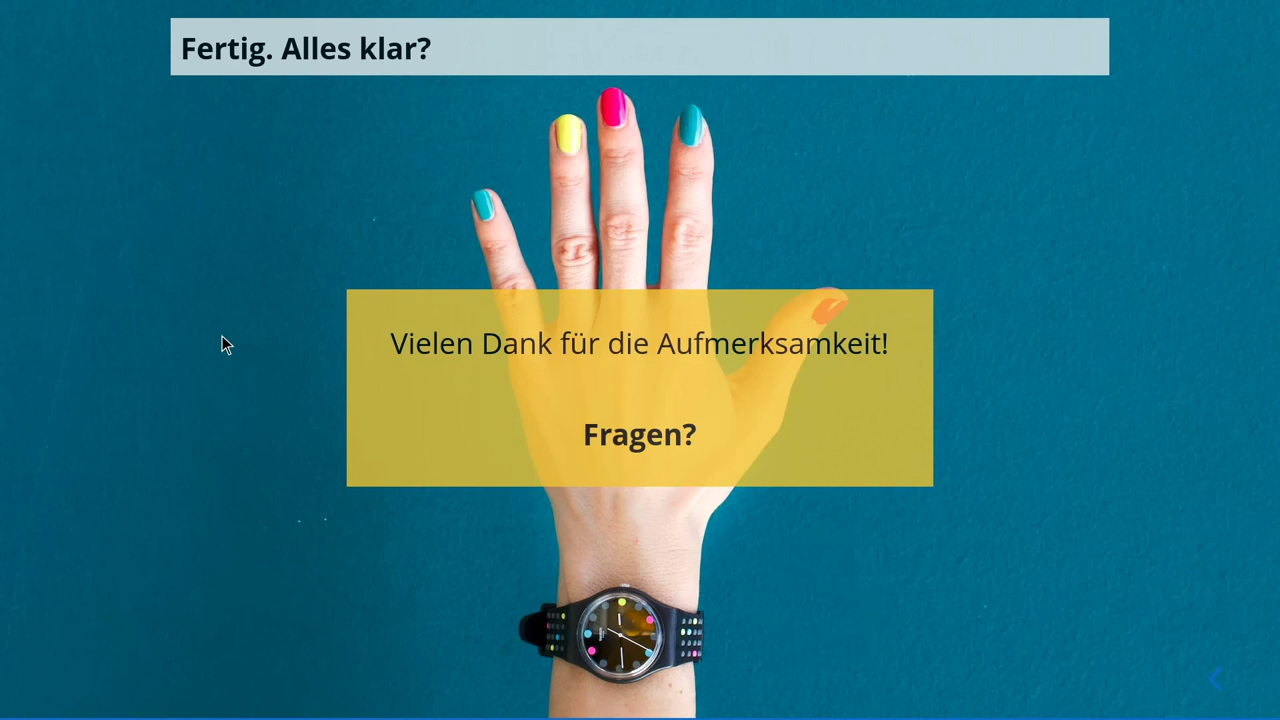 Fertig. Alles klar?
Vielen Dank für die Aufmerksamkeit!
Fragen?